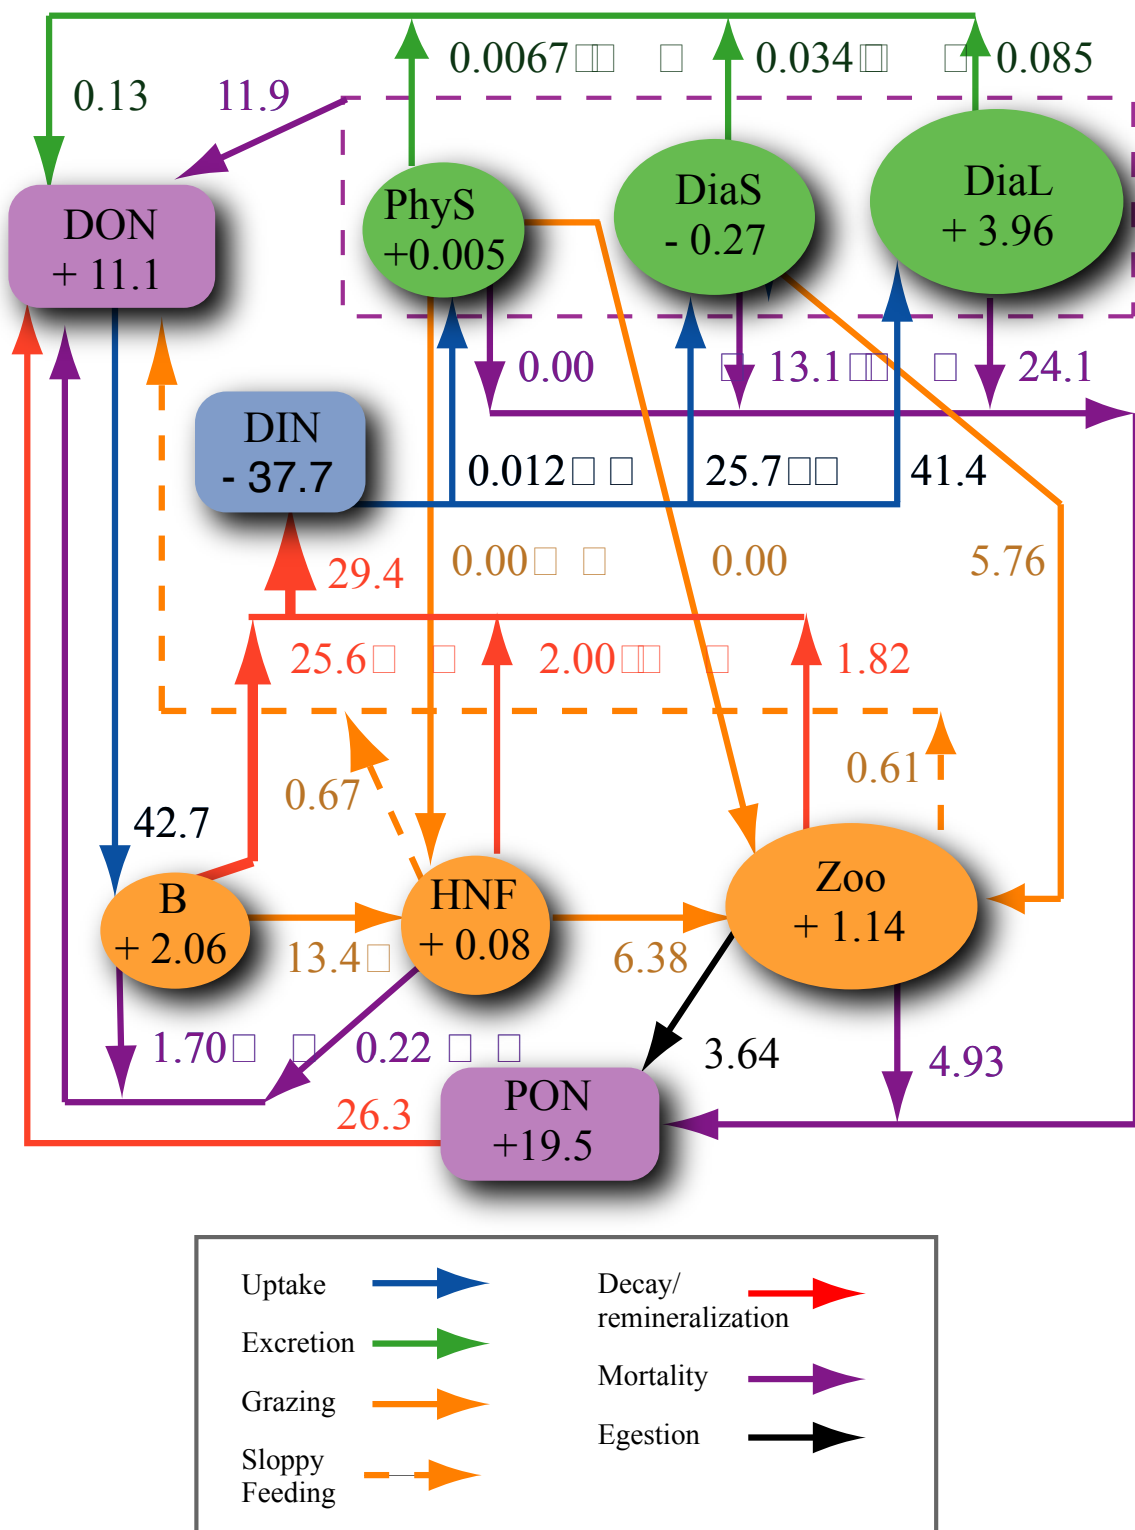 0.0067
0.034
0.085
0.13
11.9
PhyS
+0.005
DiaS
- 0.27
DiaL
+ 3.96
DON
+ 11.1
0.00
13.1
24.1
DIN
- 37.7
0.012
25.7
41.4
29.4
0.00
0.00
5.76
25.6
2.00
1.82
0.67
0.61
42.7
B
+ 2.06
HNF
+ 0.08
Zoo
+ 1.14
13.4
6.38
1.70
0.22
3.64
4.93
26.3
PON
+19.5
Uptake
Excretion
Grazing
Sloppy
Feeding
Decay/
remineralization
Mortality
Egestion